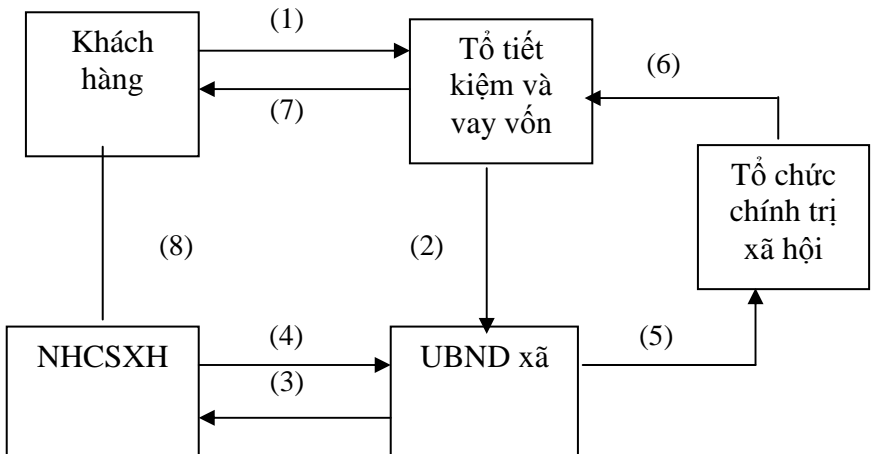 (1)
Khách
hàng
Tổ tiết
kiệm và
vay vốn
(6)
(7)
Tổ chức
chính trị
xã hội
(8)
(2)
NHCSXH
(4)
UBND xã
(5)
(3)